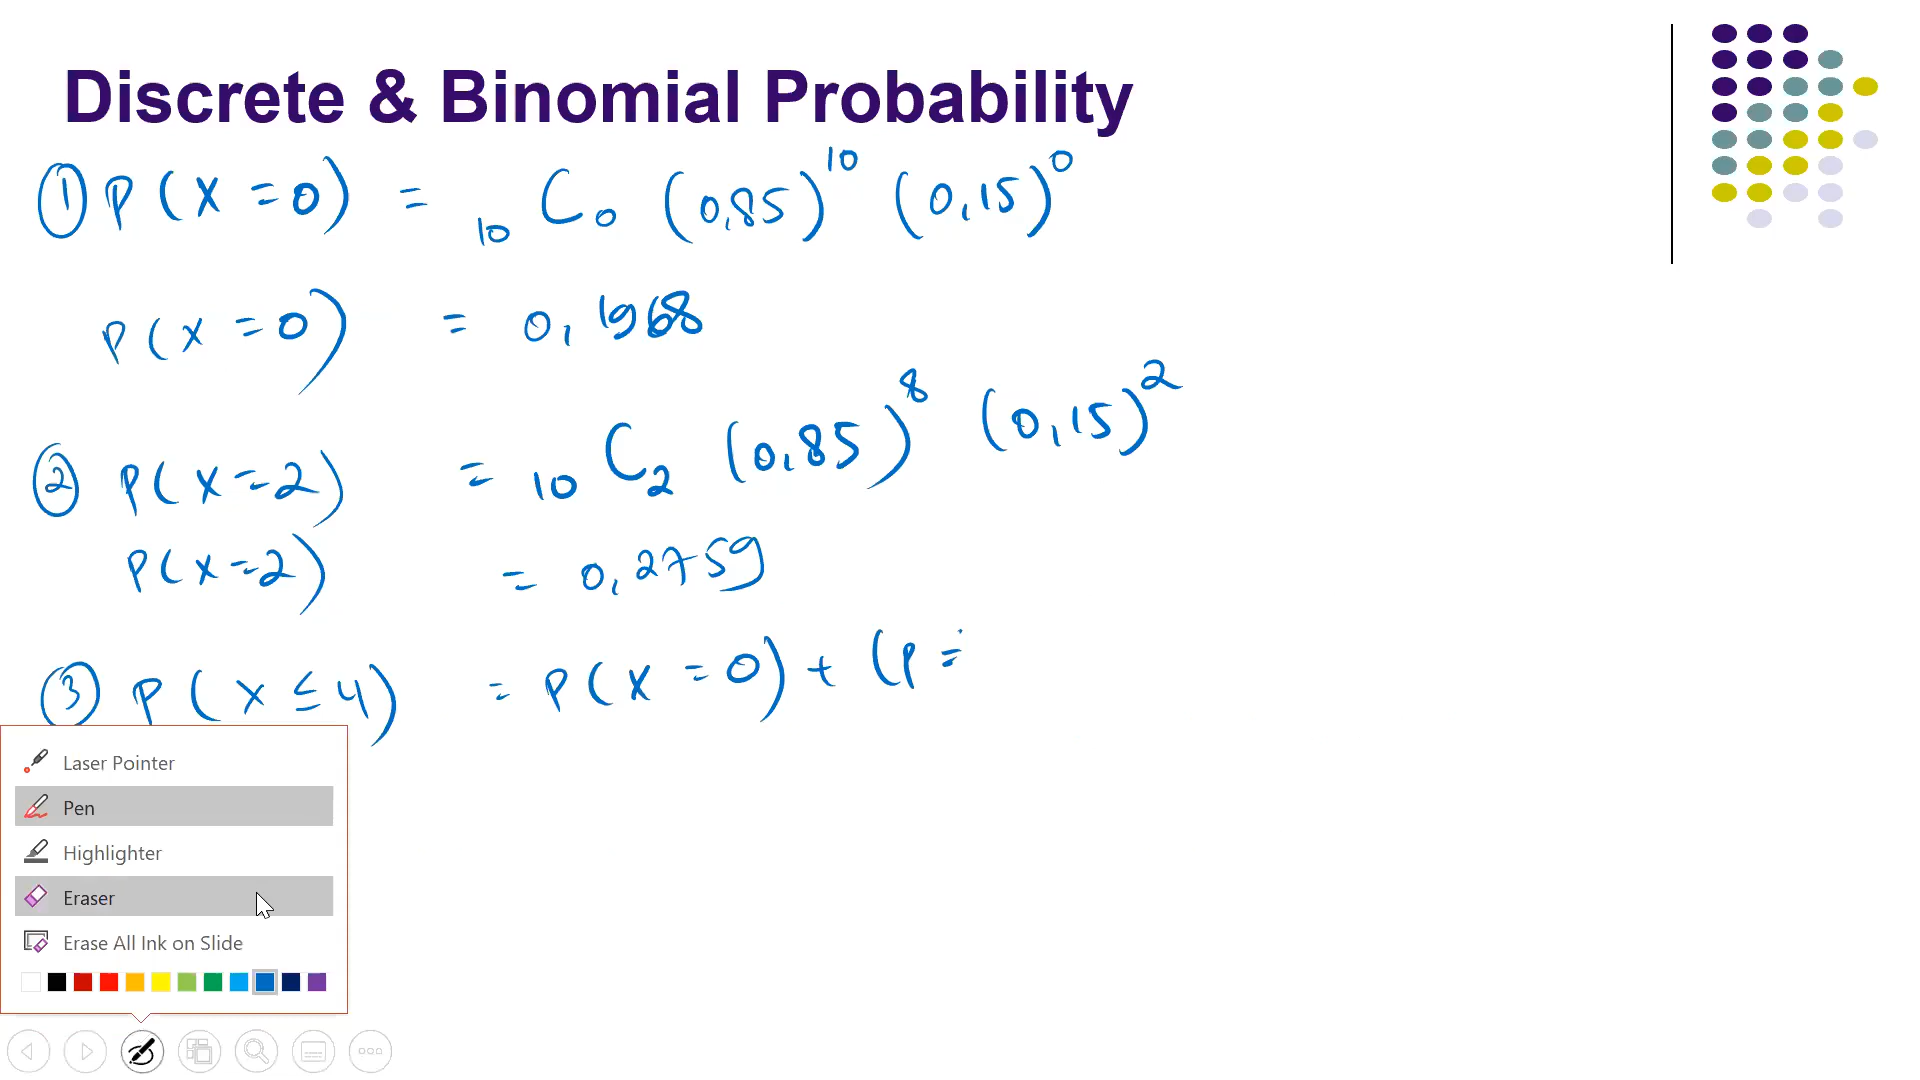 Discrete & Binomial Probability
① P(X=0) = ₁₀C₀ (0,85)¹⁰ (0,15)⁰
P(X=0) = 0,1968
② P(X=2) = ₁₀C₂ (0,85)⁸ (0,15)²
P(X=2) = 0,2759
③ P(X≤4) = P(X=0) + (P =
Laser Pointer
Pen
Highlighter
Eraser
Erase All Ink on Slide